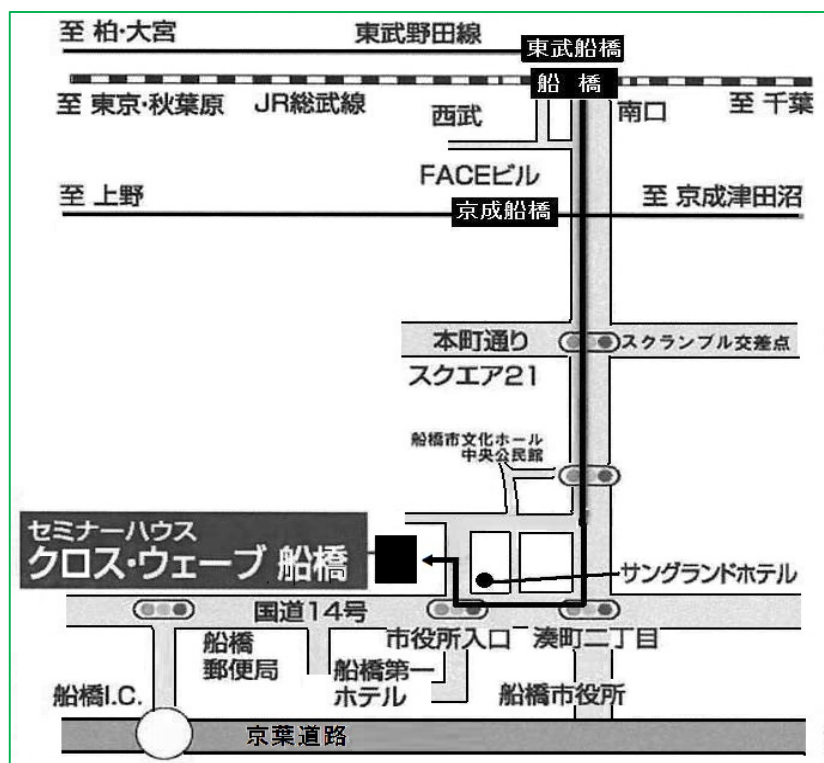 至 柏・大宮
東武野田線
東武船橋
船橋
至 東京・秋葉原
JR総武線
西武
南口
至 千葉
FACEビル
至 上野
京成船橋
至 京成津田沼
本町通り
スクランブル交差点
スクエア21
船橋市文化ホール
中央公民館
セミナーハウス
クロス・ウェーブ 船橋
サングランドホテル
国道14号
市役所入口
湊町二丁目
船橋
郵便局
船橋第一
ホテル
船橋I.C.
船橋市役所
京葉道路